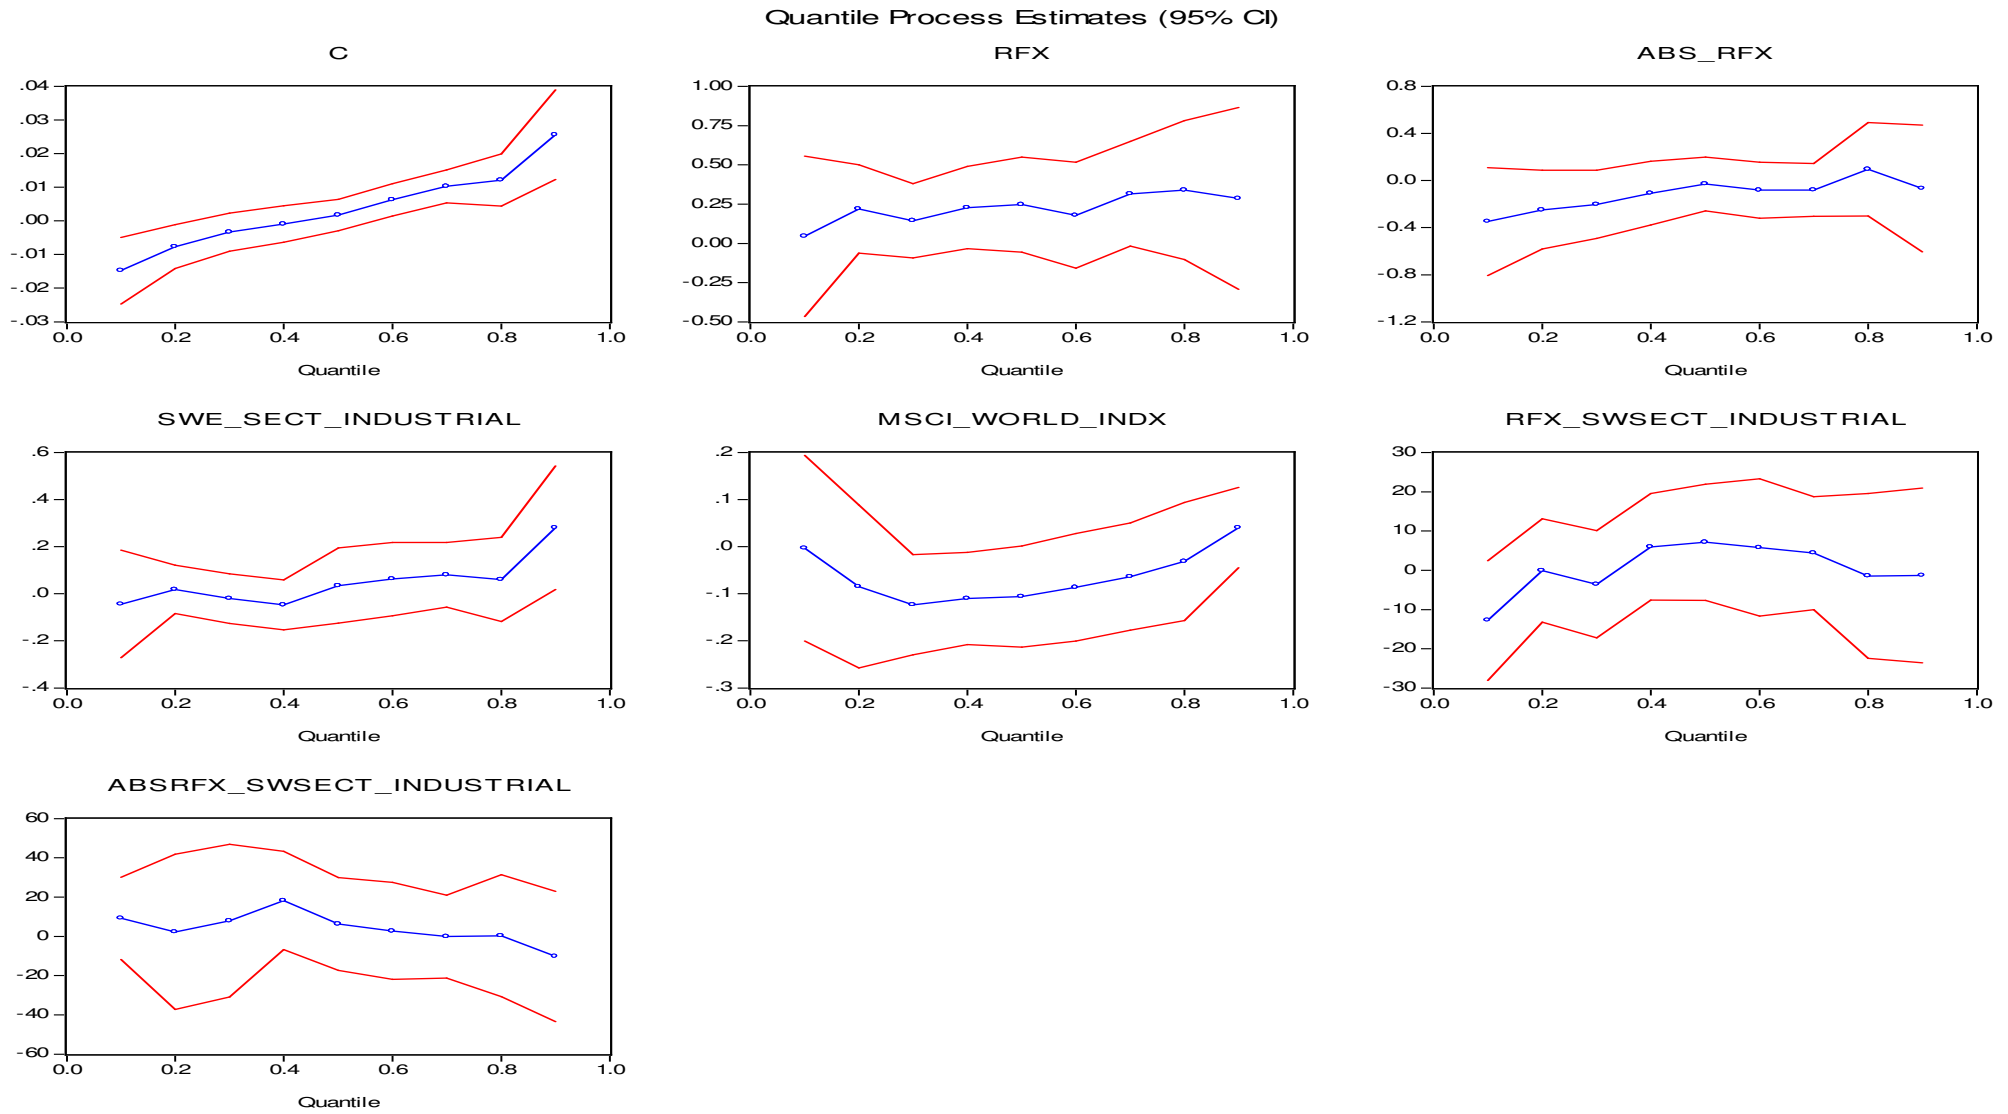 Quantile Process Estimates (95% CI)
C
RFX
ABS_RFX
.04
.03
.02
.01
.00
-.01
-.02
-.03
0.0 0.2 0.4 0.6 0.8 1.0
Quantile
1.00
0.75
0.50
0.25
0.00
-0.25
-0.50
0.0 0.2 0.4 0.6 0.8 1.0
Quantile
0.8
0.4
0.0
-0.4
-0.8
-1.2
0.0 0.2 0.4 0.6 0.8 1.0
Quantile
SWE_SECT_INDUSTRIAL
MSCI_WORLD_INDX
RFX_SWSECT_INDUSTRIAL
.6
.4
.2
.0
-.2
-.4
0.0 0.2 0.4 0.6 0.8 1.0
Quantile
.2
.1
.0
-.1
-.2
-.3
0.0 0.2 0.4 0.6 0.8 1.0
Quantile
30
20
10
0
-10
-20
-30
0.0 0.2 0.4 0.6 0.8 1.0
Quantile
ABSRFX_SWSECT_INDUSTRIAL
60
40
20
0
-20
-40
-60
0.0 0.2 0.4 0.6 0.8 1.0
Quantile